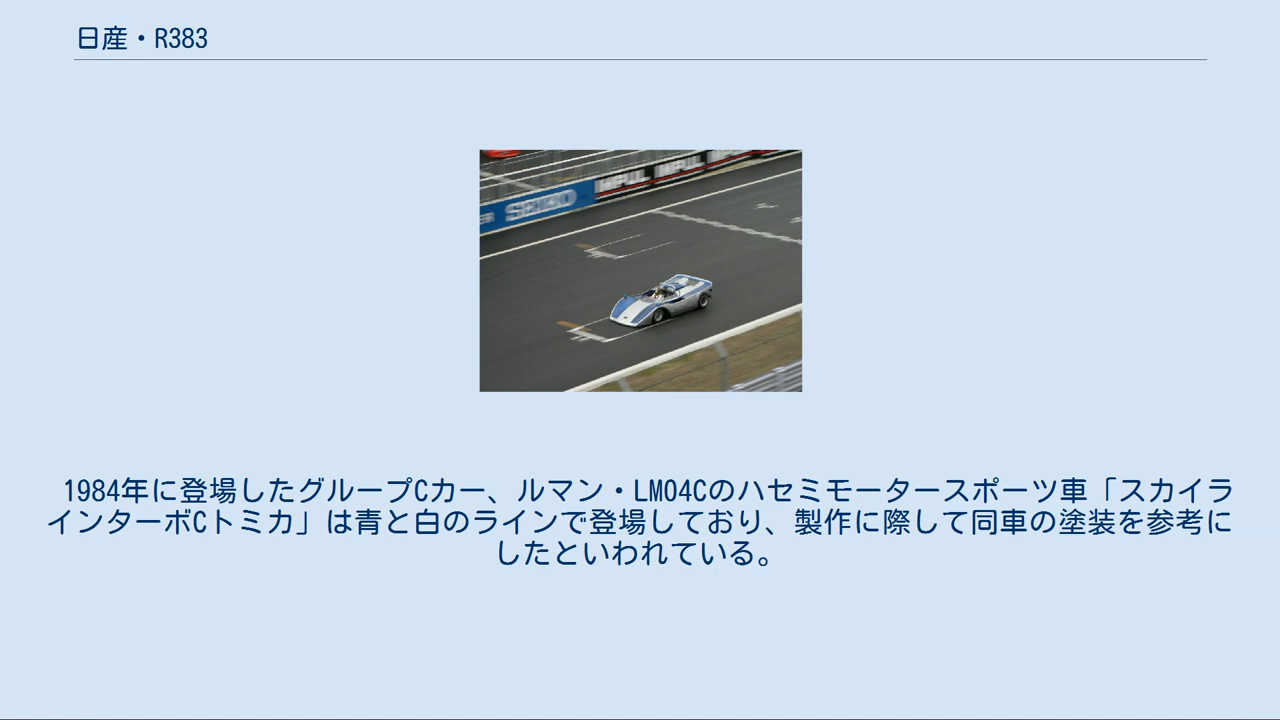 日産・R383
SEIKO
1984年に登場したグループCカー、ルマン・LM04Cのハセミモータースポーツ車「スカイラ
インターボCトミカ」は青と白のラインで登場しており、製作に際して同車の塗装を参考に
したといわれている。